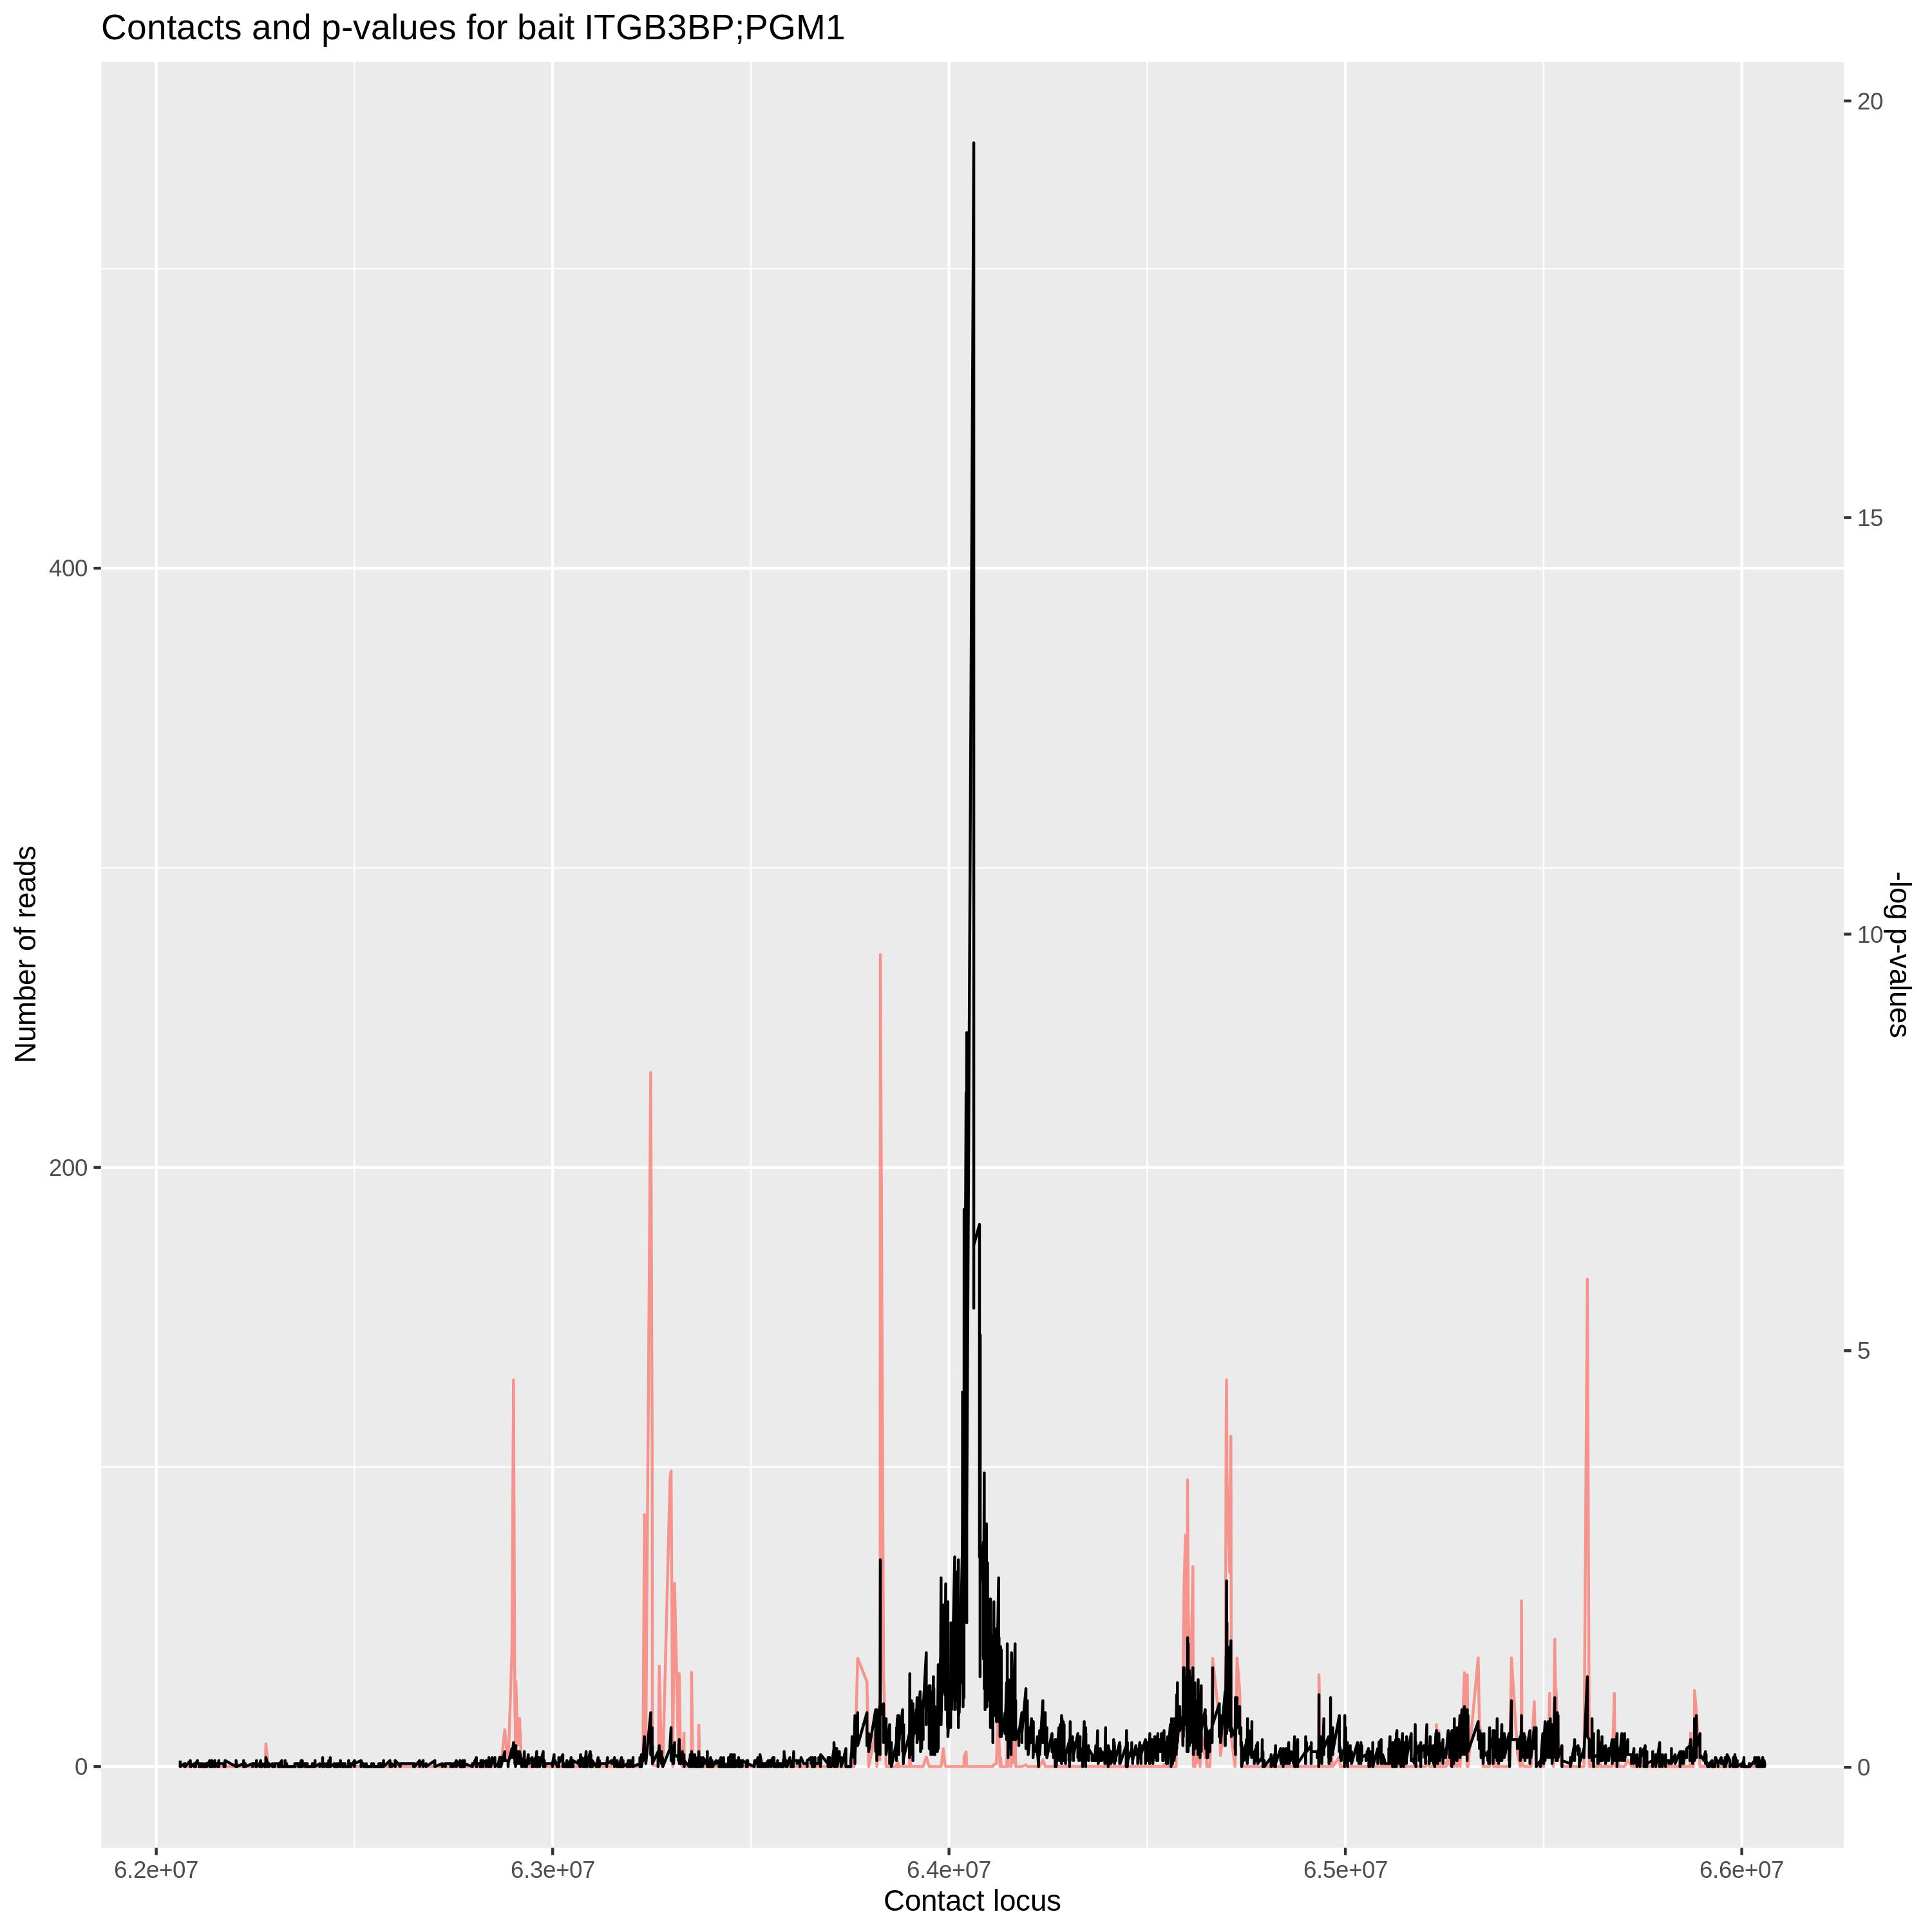 Contacts and p-values for bait ITGB3BP;PGM1
Number of reads
400
200
0
20
15
10
5
0
-log p-values
6.2e+07 6.3e+07 6.4e+07 6.5e+07 6.6e+07
Contact locus